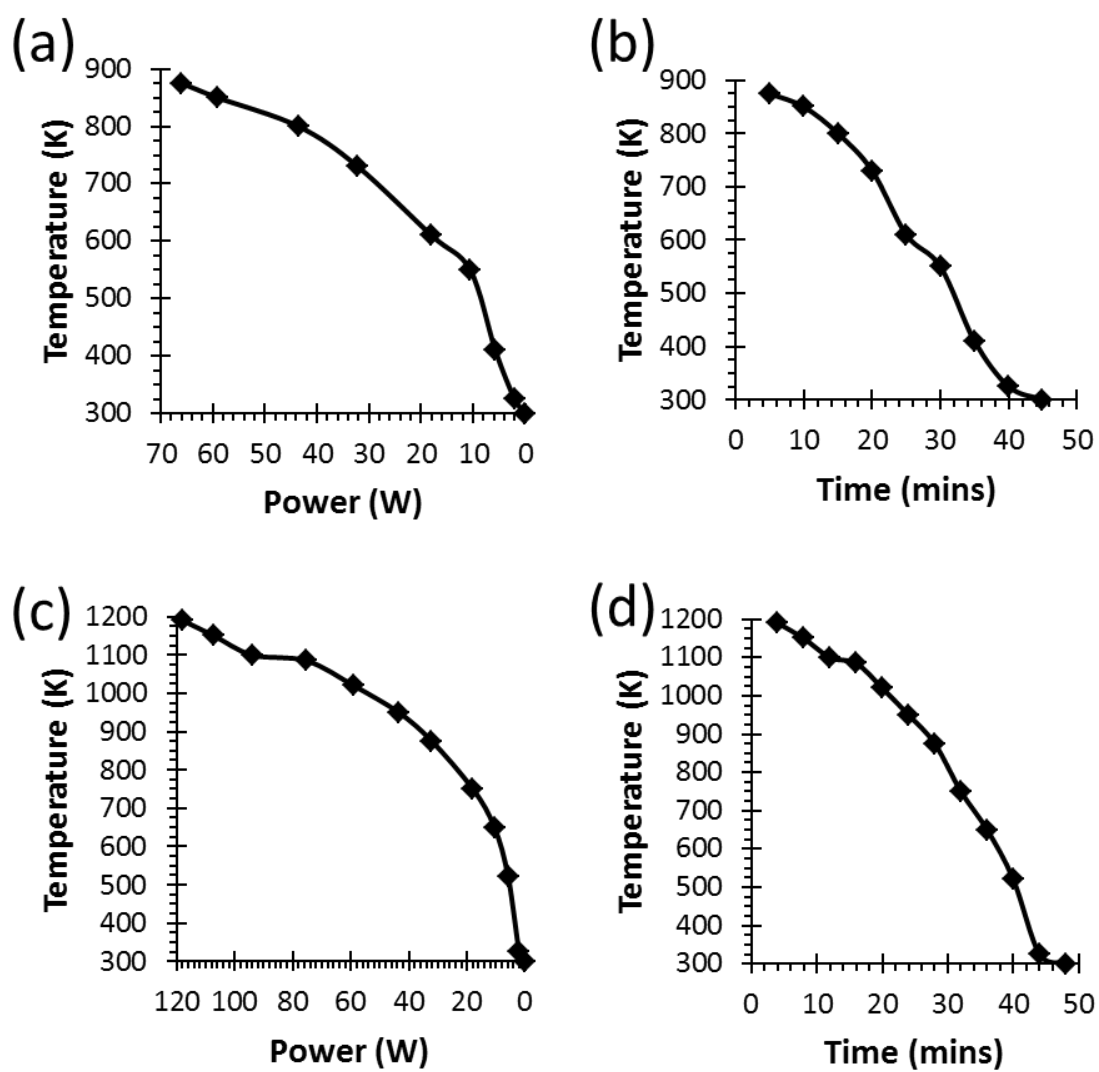 (a)
900
800
700
600
500
400
300
Temperature (K)
70 60 50 40 30 20 10 0
Power (W)
(b)
900
800
700
600
500
400
300
Temperature (K)
0 10 20 30 40 50
Time (mins)
(c)
1200
1100
1000
900
800
700
600
500
400
300
Temperature (K)
120 100 80 60 40 20 0
Power (W)
(d)
1200
1100
1000
900
800
700
600
500
400
300
Temperature (K)
0 10 20 30 40 50
Time (mins)